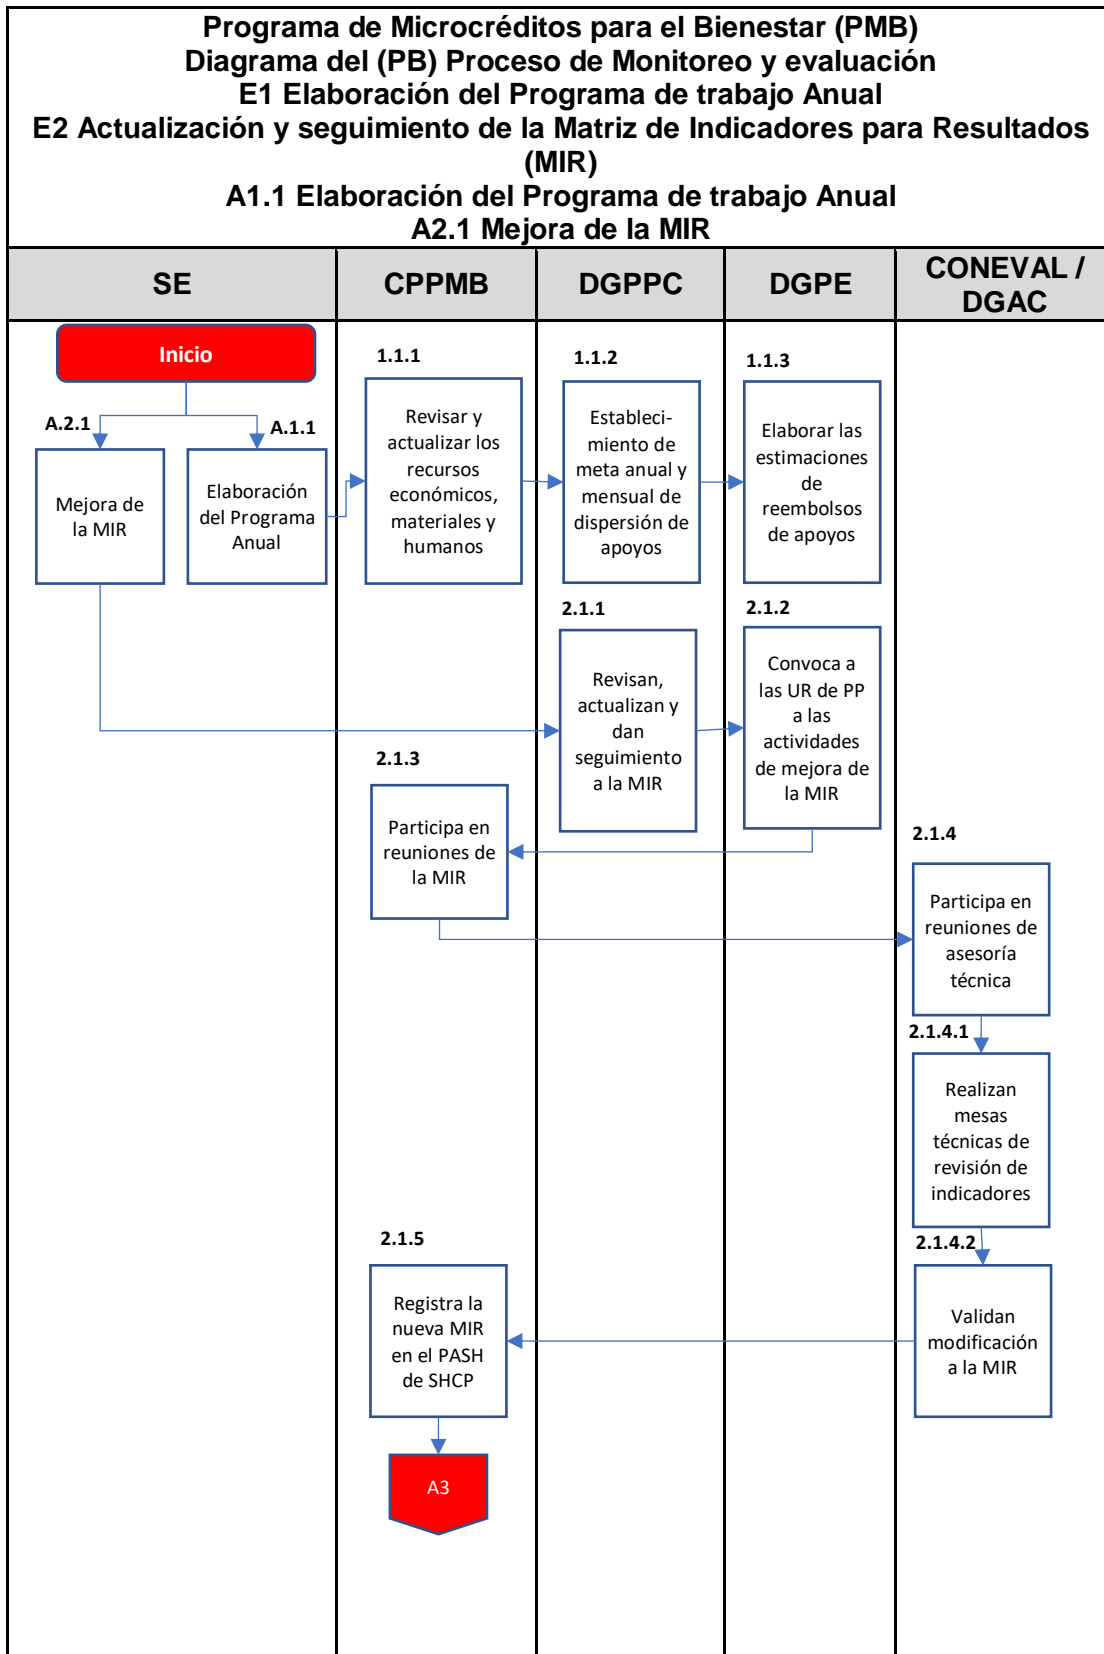 Programa de Microcréditos para el Bienestar (PMB)
Diagrama del (PB) Proceso de Monitoreo y evaluación
E1 Elaboración del Programa de trabajo Anual
E2 Actualización y seguimiento de la Matriz de Indicadores para Resultados
(MIR)
A1.1 Elaboración del Programa de trabajo Anual
A2.1 Mejora de la MIR
SE
CPPMB
DGPPC
DGPE
CONEVAL /
DGAC
Inicio
A.2.1
A.1.1
Mejora de
la MIR
Elaboración
del Programa
Anual
1.1.1
Revisar y
actualizar los
recursos
económicos,
materiales y
humanos
1.1.2
Estableci-
miento de
meta anual y
mensual de
dispersión de
apoyos
1.1.3
Elaborar las
estimaciones
de
reembolsos
de apoyos
2.1.1
Revisan,
actualizan y
dan
seguimiento
a la MIR
2.1.2
Convoca a
las UR de PP
a las
actividades
de mejora de
la MIR
2.1.3
Participa en
reuniones de
la MIR
2.1.4
Participa en
reuniones de
asesoría
técnica
2.1.4.1
Realizan
mesas
técnicas de
revisión de
indicadores
2.1.4.2
Validan
modificación
a la MIR
2.1.5
Registra la
nueva MIR
en el PASH
de SHCP
A3